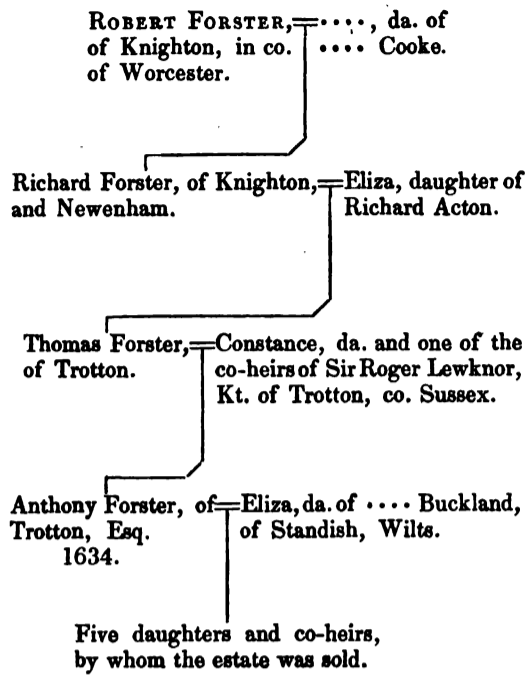 ROBERT FORSTER,=····, da. of
of Knighton, in co. ···· Cooke.
of Worcester.
Richard Forster, of Knighton,=Eliza, daughter of
and Newenham. Richard Acton.
Thomas Forster,=Constance, da. and one of the
of Trotton. co-heirs of Sir Roger Lewknor,
Kt. of Trotton, co. Sussex.
Anthony Forster, of=Eliza, da. of ···· Buckland,
Trotton, Esq. of Standish, Wilts.
1634.
Five daughters and co-heirs,
by whom the estate was sold.